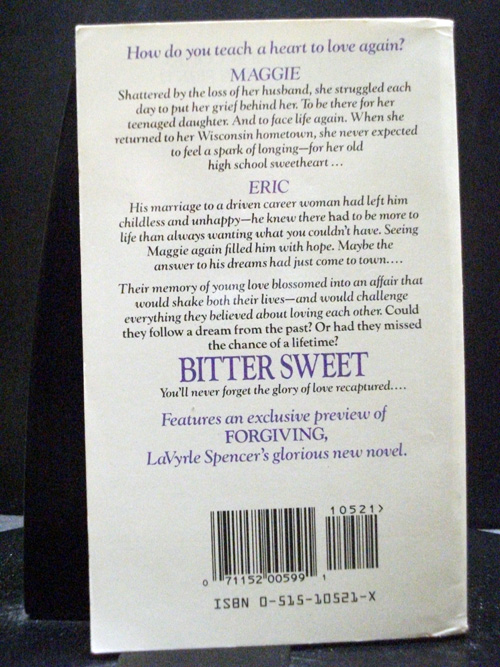 How do you teach a heart to love again?
MAGGIE
Shattered by the loss of her husband, she struggled each
day to put her grief behind her. To be there for her
teenaged daughter. And to face life again. When she
returned to her Wisconsin hometown, she never expected
to feel a spark of longing—for her old
high school sweetheart ...
ERIC
His marriage to a driven career woman had left him
childless and unhappy—he knew there had to be more to
life than always wanting what you couldn't have. Seeing
Maggie again filled him with hope. Maybe the
answer to his dreams had just come to town....
Their memory of young love blossomed into an affair that
would shake both their lives—and would challenge
everything they believed about loving each other. Could
they follow a dream from the past? Or had they missed
the chance of a lifetime?
BITTER SWEET
You'll never forget the glory of love recaptured....
Features an exclusive preview of
FORGIVING,
LaVyrle Spencer's glorious new novel.
10521>
0 71152 00599 1
ISBN 0-515-10521-X